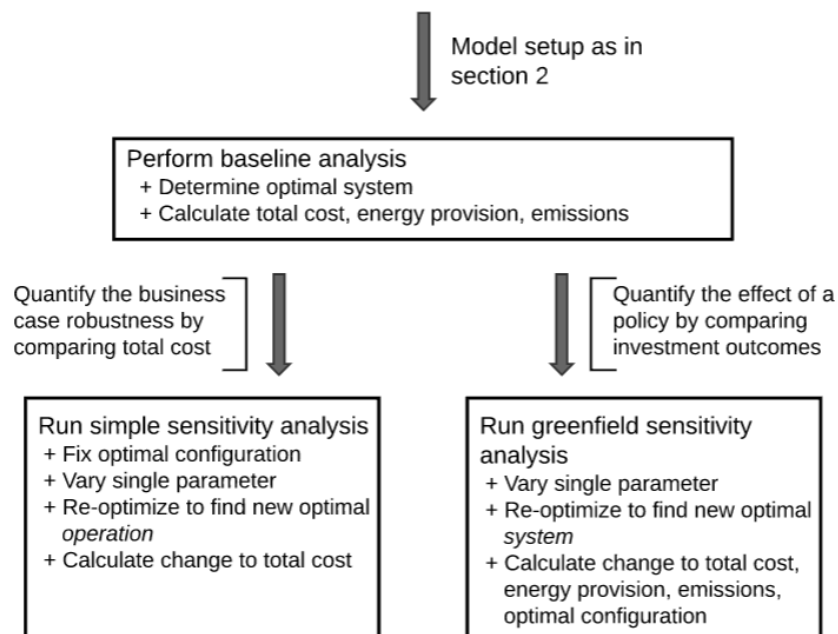 Model setup as in
section 2
Perform baseline analysis
+ Determine optimal system
+ Calculate total cost, energy provision, emissions
Quantify the business
case robustness by
comparing total cost
Quantify the effect of a
policy by comparing
investment outcomes
Run simple sensitivity analysis
+ Fix optimal configuration
+ Vary single parameter
+ Re-optimize to find new optimal
operation
+ Calculate change to total cost
Run greenfield sensitivity
analysis
+ Vary single parameter
+ Re-optimize to find new optimal
system
+ Calculate change to total cost,
energy provision, emissions,
optimal configuration